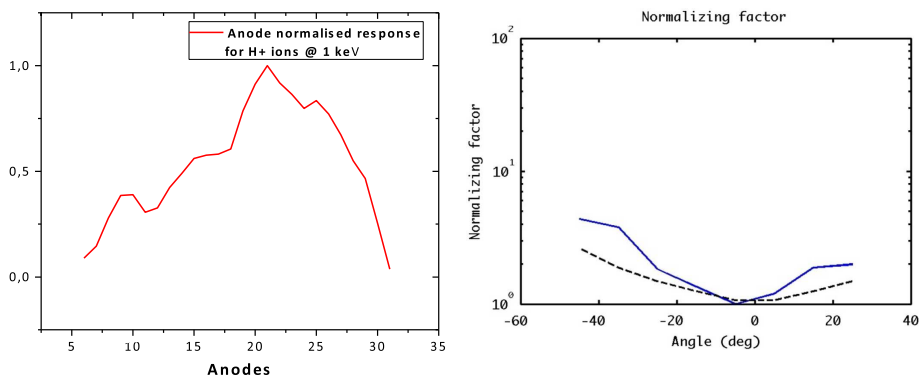 Anode normalised response
for H+ ions @ 1 keV
1,0
0,5
0,0
5 10 15 20 25 30 35
Anodes
Normalizing factor
10²
10¹
10⁰
Normalizing factor
-60 -40 -20 0 20 40
Angle (deg)